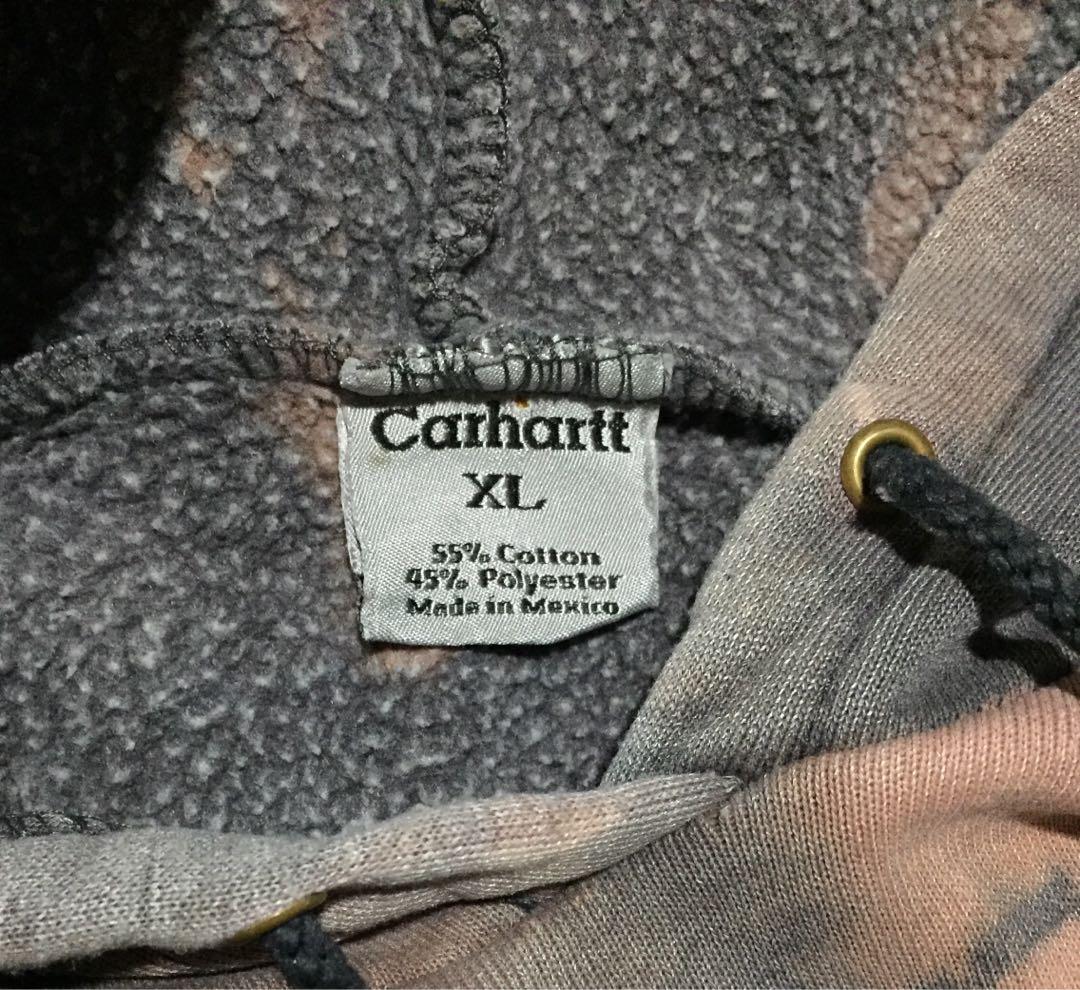 Carhartt
XL
55% Cotton
45% Polyester
Made in Mexico